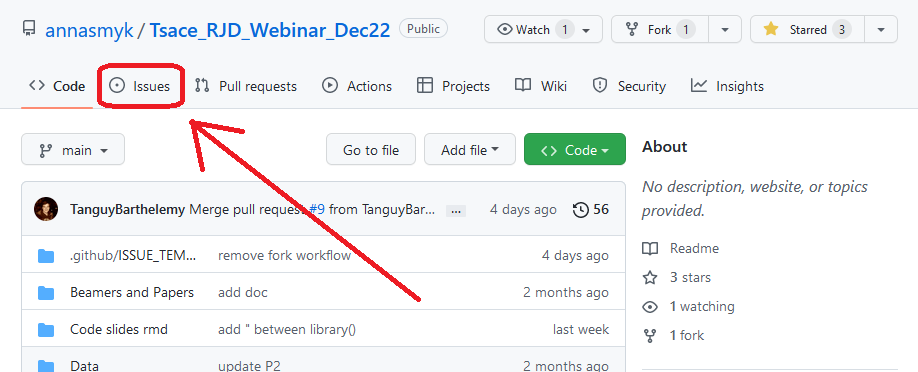 annasmyk / Tsace_RJD_Webinar_Dec22 Public Watch 1 Fork 1 Starred 3
Code Issues Pull requests Actions Projects Wiki Security Insights
main Go to file Add file Code
About
No description, website, or topics provided.
TanguyBarthelemy Merge pull request #9 from TanguyBar... ... 4 days ago 56
.github/ISSUE_TEM... remove fork workflow 4 days ago
Beamers and Papers add doc 2 months ago
Code slides rmd add " between library() last week
Data update P2 2 months ago
Readme
3 stars
1 watching
1 fork